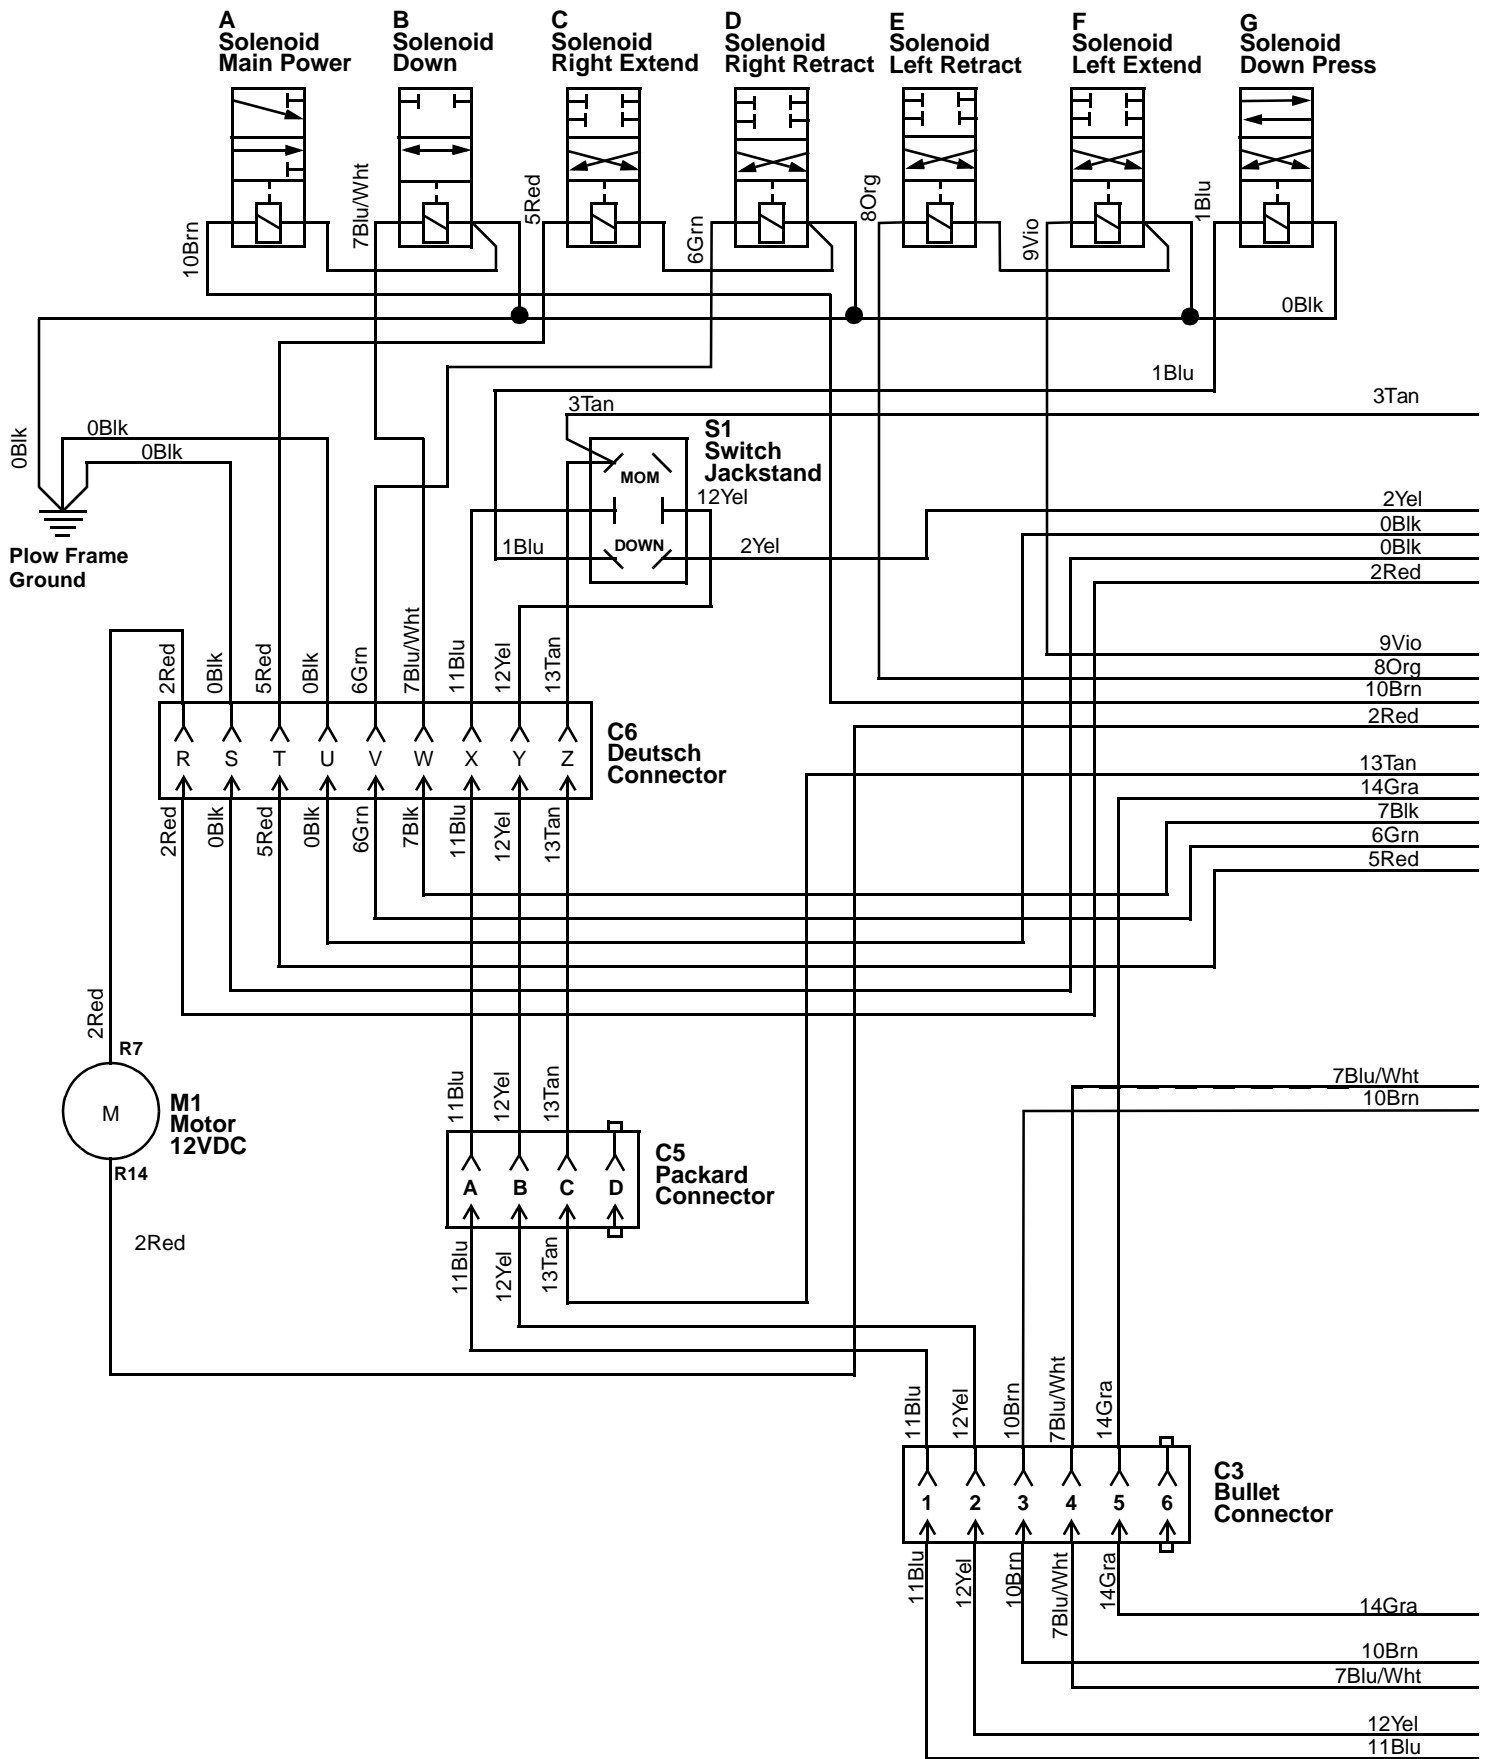 A
Solenoid
Main Power
B
Solenoid
Down
C
Solenoid
Right Extend
D
Solenoid
Right Retract
E
Solenoid
Left Retract
F
Solenoid
Left Extend
G
Solenoid
Down Press
10Brn
7Blu/Wht
5Red
6Grn
8Org
9Vio
1Blu
0Blk
1Blu
3Tan
3Tan
0Blk
0Blk
0Blk
S1
Switch
Jackstand
MOM
12Yel
DOWN
1Blu
2Yel
2Yel
0Blk
0Blk
2Red
Plow Frame
Ground
9Vio
8Org
10Brn
2Red
2Red
0Blk
5Red
0Blk
6Grn
7Blu/Wht
11Blu
12Yel
13Tan
R S T U V W X Y Z
C6
Deutsch
Connector
2Red
0Blk
5Red
0Blk
6Grn
7Blk
11Blu
12Yel
13Tan
13Tan
14Gra
7Blk
6Grn
5Red
2Red
R7
M
M1
Motor
12VDC
R14
2Red
11Blu
12Yel
13Tan
A B C D
C5
Packard
Connector
11Blu
12Yel
13Tan
7Blu/Wht
10Brn
11Blu
12Yel
10Brn
7Blu/Wht
14Gra
1 2 3 4 5 6
C3
Bullet
Connector
11Blu
12Yel
10Brn
7Blu/Wht
14Gra
14Gra
10Brn
7Blu/Wht
12Yel
11Blu